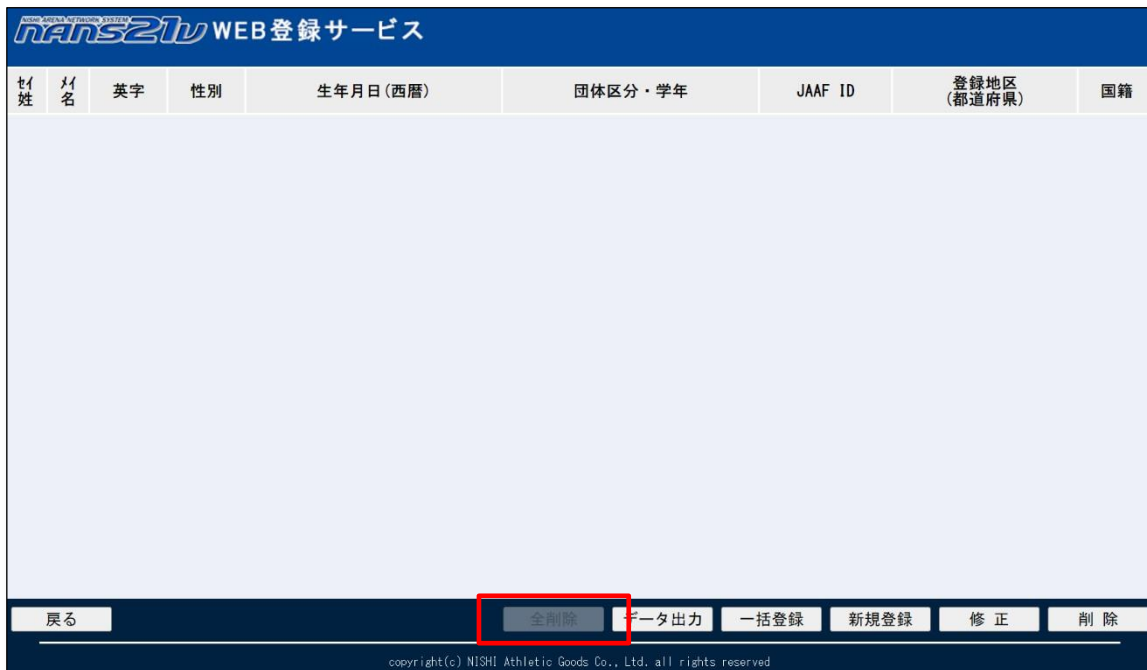 NISHI ARENA NETWORK SYSTEM
nans21v WEB登録サービス
セイ 姓
メイ 名
英字
性別
生年月日(西暦)
団体区分・学年
JAAF ID
登録地区
(都道府県)
国籍
戻る
全削除
データ出力
一括登録
新規登録
修 正
削 除
copyright(c) NISHI Athletic Goods Co., Ltd. all rights reserved